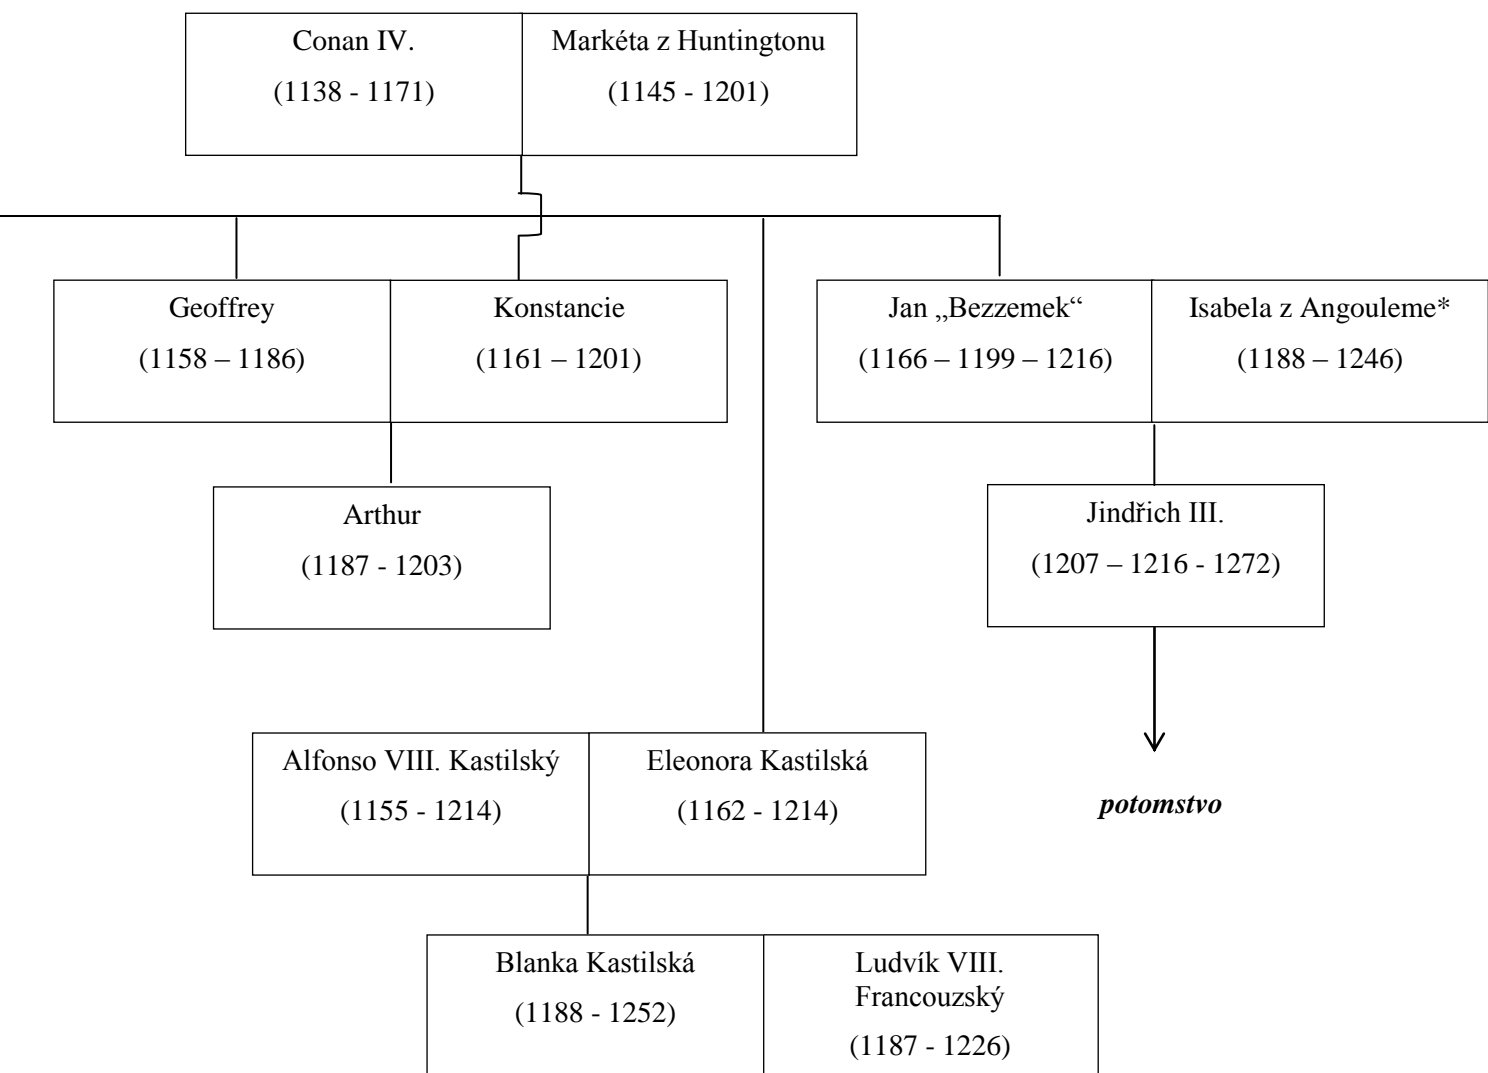 Conan IV.
(1138 - 1171)
Markéta z Huntingtonu
(1145 - 1201)
Geoffrey
(1158 – 1186)
Konstancie
(1161 – 1201)
Jan „Bezzemek“
(1166 – 1199 – 1216)
Isabela z Angouleme*
(1188 – 1246)
Arthur
(1187 - 1203)
Jindřich III.
(1207 – 1216 - 1272)
Alfonso VIII. Kastilský
(1155 - 1214)
Eleonora Kastilská
(1162 - 1214)
potomstvo
Blanka Kastilská
(1188 - 1252)
Ludvík VIII.
Francouzský
(1187 - 1226)